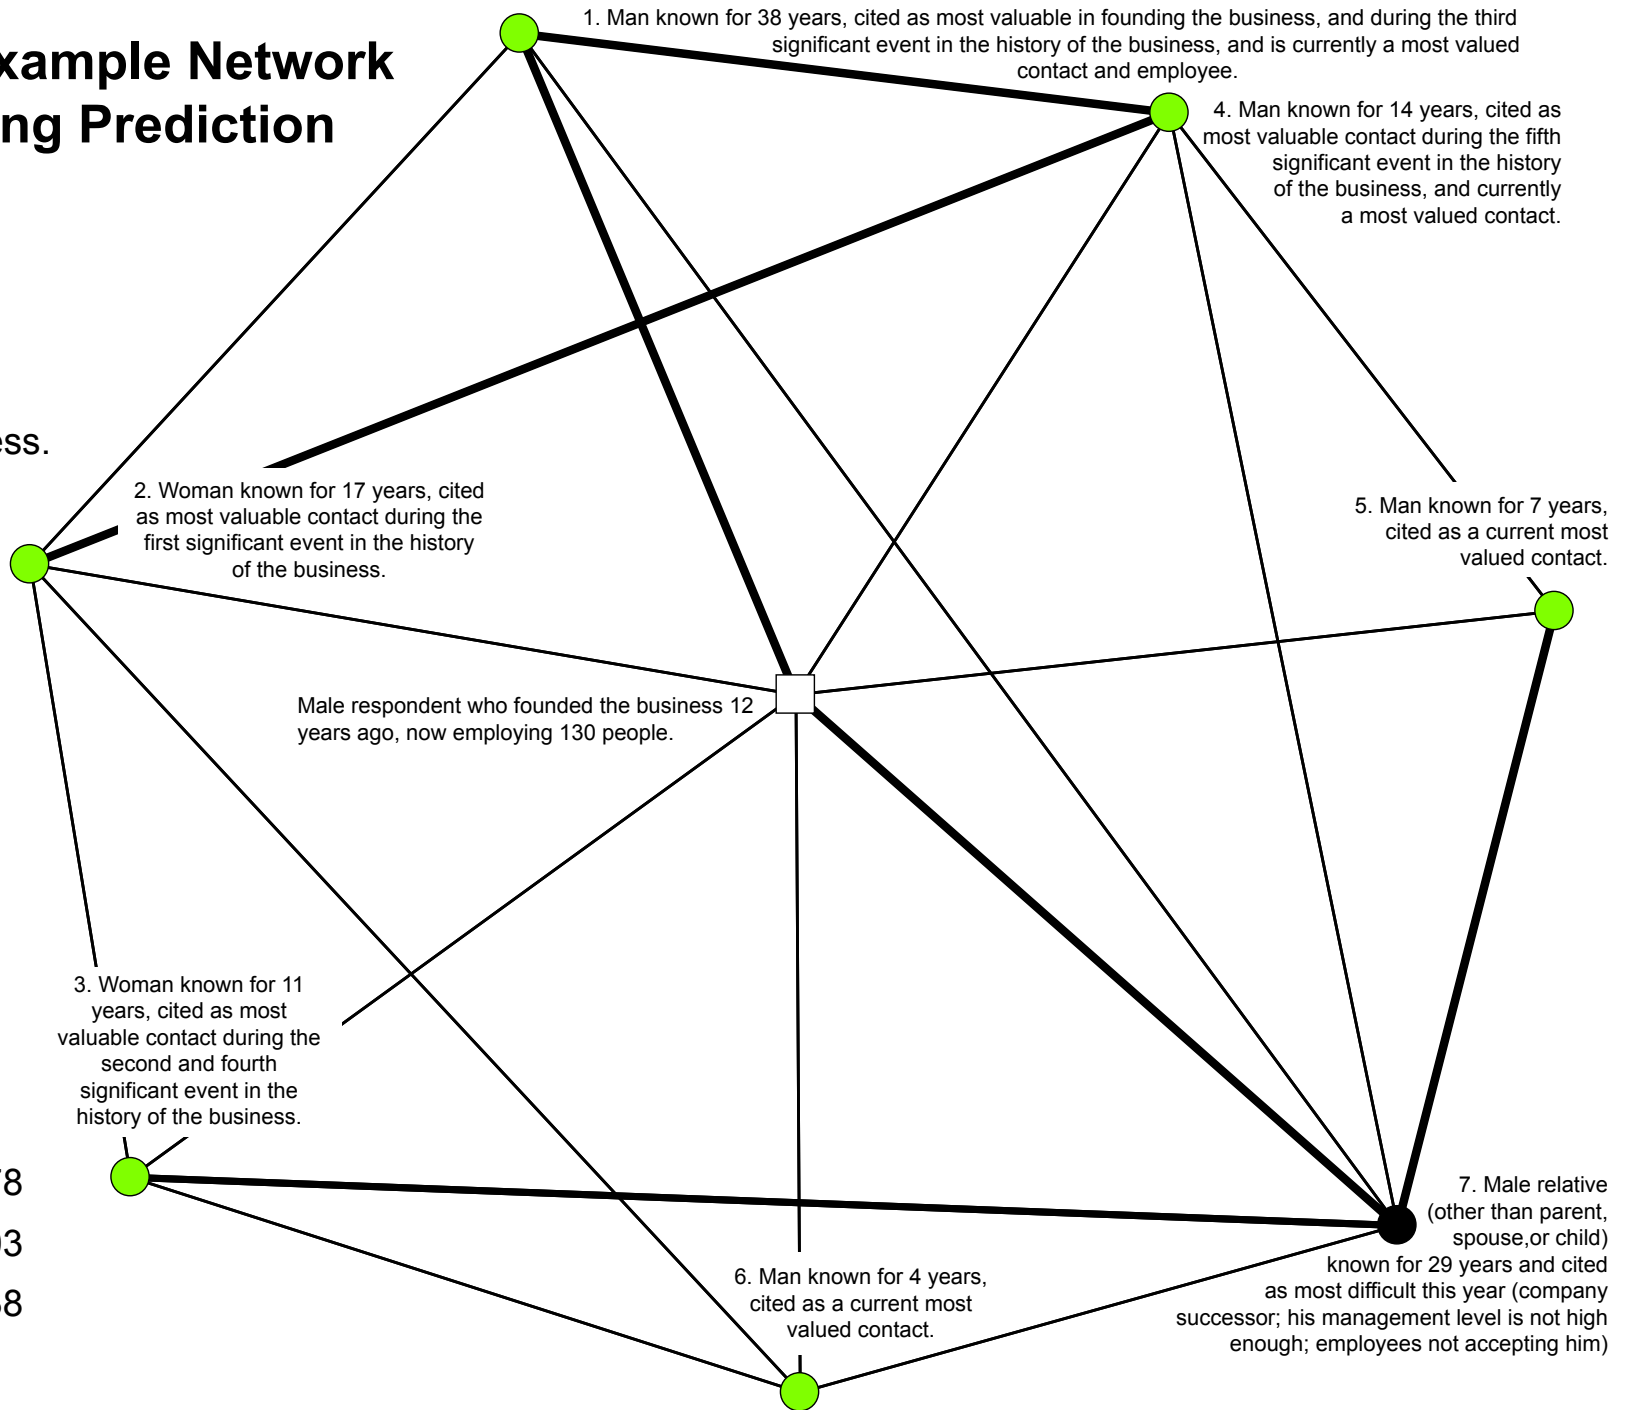 xample Network
ng Prediction
1. Man known for 38 years, cited as most valuable in founding the business, and during the third
significant event in the history of the business, and is currently a most valued
contact and employee.
4. Man known for 14 years, cited as
most valuable contact during the fifth
significant event in the history
of the business, and currently
a most valued contact.
ess.
2. Woman known for 17 years, cited
as most valuable contact during the
first significant event in the history
of the business.
5. Man known for 7 years,
cited as a current most
valued contact.
Male respondent who founded the business 12
years ago, now employing 130 people.
3. Woman known for 11
years, cited as most
valuable contact during the
second and fourth
significant event in the
history of the business.
7. Male relative
(other than parent,
spouse,or child)
known for 29 years and cited
as most difficult this year (company
successor; his management level is not high
enough; employees not accepting him)
6. Man known for 4 years,
cited as a current most
valued contact.